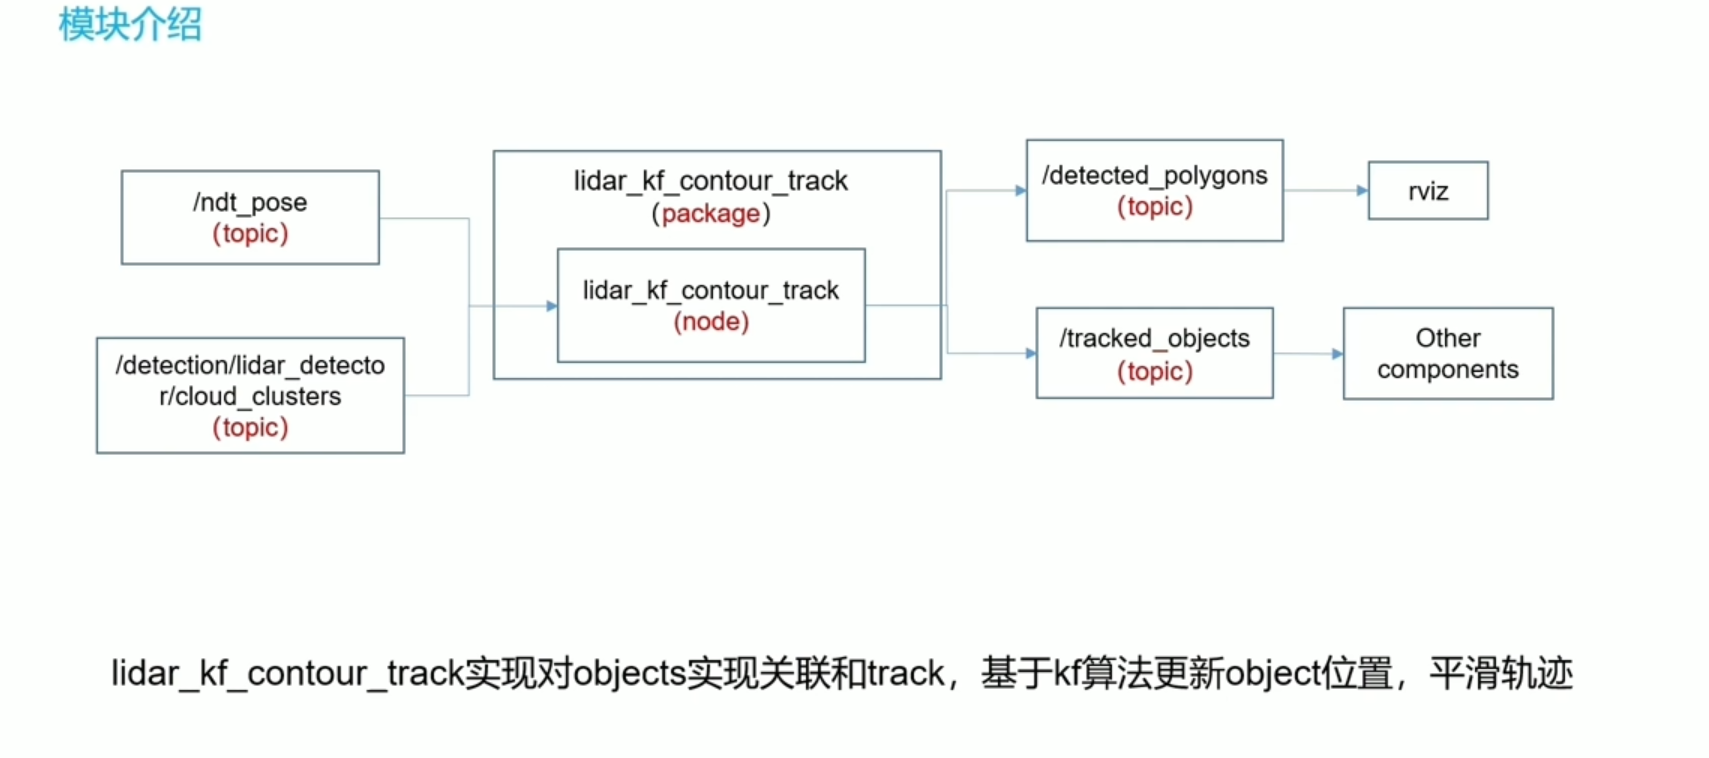 模块介绍
/ndt_pose
(topic)
/detection/lidar_detecto
r/cloud_clusters
(topic)
lidar_kf_contour_track
(package)
lidar_kf_contour_track
(node)
/detected_polygons
(topic)
rviz
/tracked_objects
(topic)
Other
components
lidar_kf_contour_track实现对objects实现关联和track，基于kf算法更新object位置，平滑轨迹